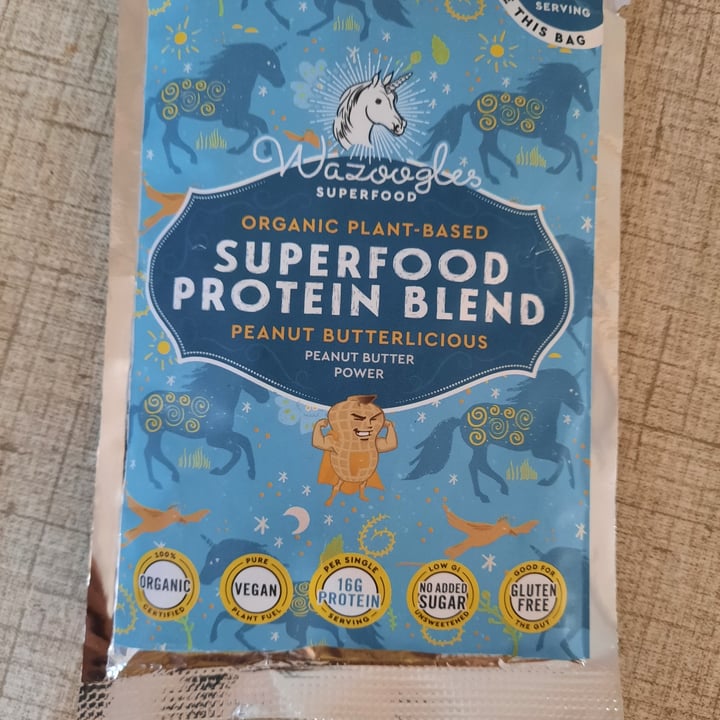 SERVING
THIS BAG
Wazoogles
SUPERFOOD
ORGANIC PLANT-BASED
SUPERFOOD
PROTEIN BLEND
PEANUT BUTTERLICIOUS
PEANUT BUTTER
POWER
100%
ORGANIC
CERTIFIED
PURE
VEGAN
PLANT FUEL
PER SINGLE
16G
PROTEIN
SERVING
LOW GI
NO ADDED
SUGAR
UNSWEETENED
GOOD FOR
GLUTEN
FREE
THE GUT